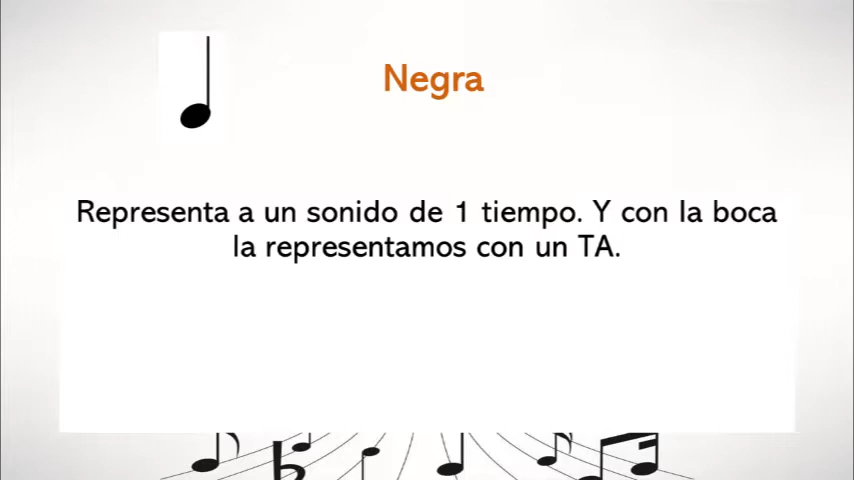 Negra
Representa a un sonido de 1 tiempo. Y con la boca
la representamos con un TA.